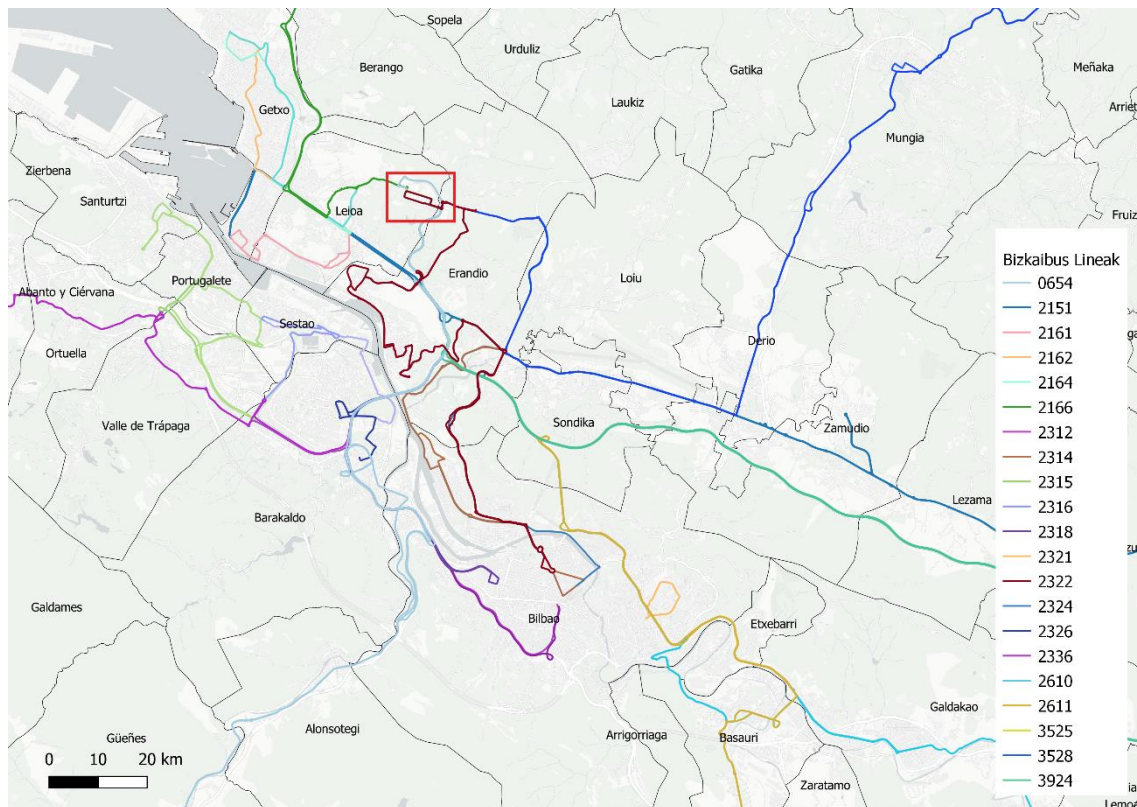 Sopela
Urduliz
Berango
Gatika
Meñaka
Laukiz
Getxo
Mungia
Zierbena
Santurtzi
Leioa
Fruiz
Erandio
Loiu
Portugalete
Abanto y Ciérvana
Sestao
Ortuella
Derio
Valle de Trápaga
Sondika
Zamudio
Lezama
Barakaldo
Galdames
Bilbao
Etxebarri
Alonsotegi
Galdakao
Güeñes
Arrigorriaga
Basauri
Zaratamo
0 10 20 km
Bizkaibus Lineak
0654
2151
2161
2162
2164
2166
2312
2314
2315
2316
2318
2321
2322
2324
2326
2336
2610
2611
3525
3528
3924